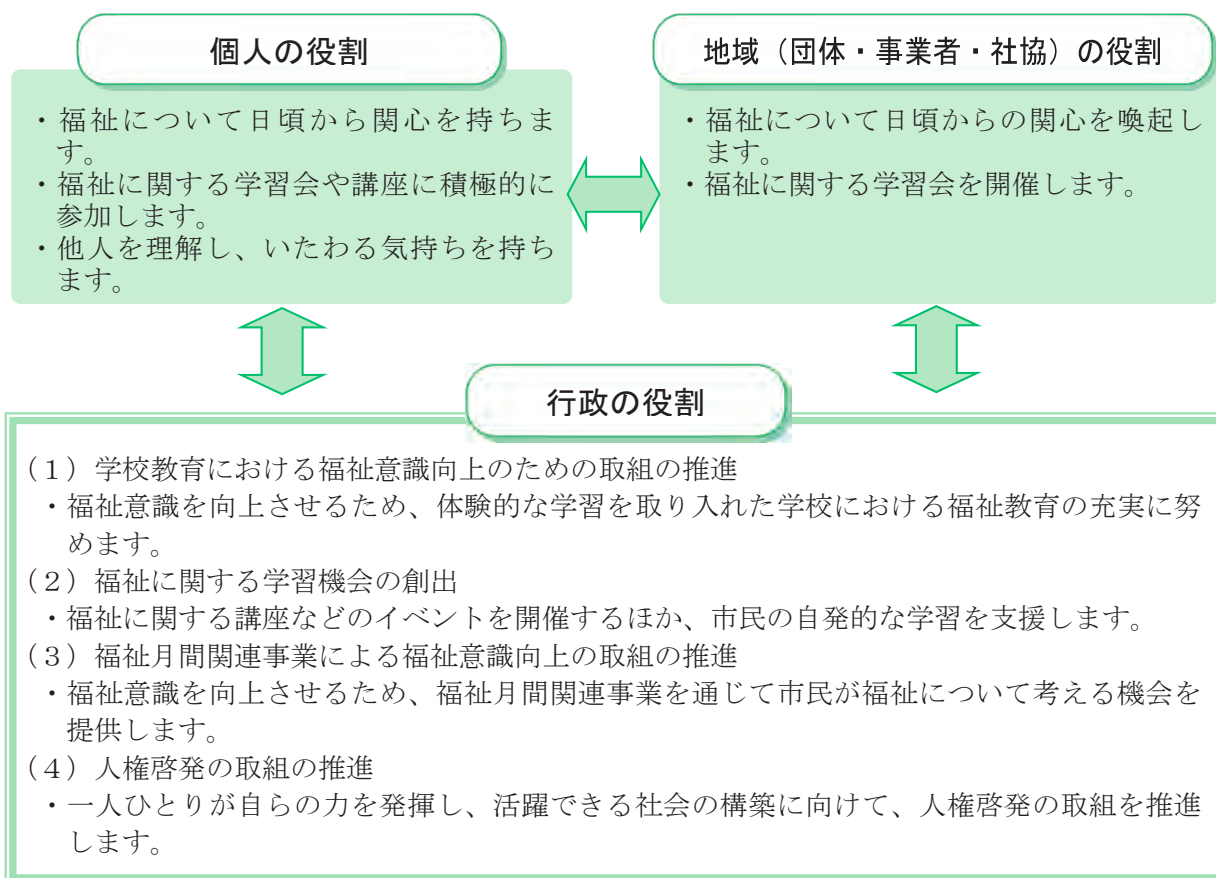 個人の役割
・福祉について日頃から関心を持ちま
す。
・福祉に関する学習会や講座に積極的に
参加します。
・他人を理解し、いたわる気持ちを持ち
ます。
地域（団体・事業者・社協）の役割
・福祉について日頃からの関心を喚起し
ます。
・福祉に関する学習会を開催します。
行政の役割
（１）学校教育における福祉意識向上のための取組の推進
・福祉意識を向上させるため、体験的な学習を取り入れた学校における福祉教育の充実に努
めます。
（２）福祉に関する学習機会の創出
・福祉に関する講座などのイベントを開催するほか、市民の自発的な学習を支援します。
（３）福祉月間関連事業による福祉意識向上の取組の推進
・福祉意識を向上させるため、福祉月間関連事業を通じて市民が福祉について考える機会を
提供します。
（４）人権啓発の取組の推進
・一人ひとりが自らの力を発揮し、活躍できる社会の構築に向けて、人権啓発の取組を推進
します。